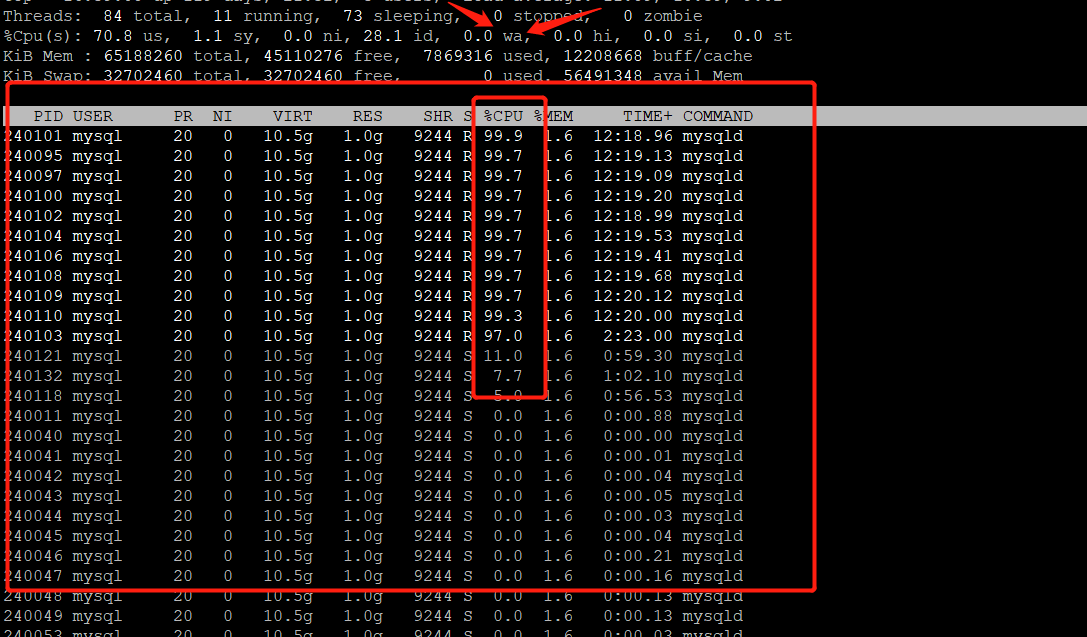 Threads:  84 total,  11 running,  73 sleeping,   0 stopped,   0 zombie
%Cpu(s): 70.8 us,  1.1 sy,  0.0 ni, 28.1 id,  0.0 wa,  0.0 hi,  0.0 si,  0.0 st
KiB Mem : 65188260 total, 45110276 free,  7869316 used, 12208668 buff/cache
KiB Swap: 32702460 total, 32702460 free,        0 used. 56491348 avail Mem
PID USER PR NI VIRT RES SHR S %CPU %MEM TIME+ COMMAND
240101 mysql 20 0 10.5g 1.0g 9244 R 99.9 1.6 12:18.96 mysqld
240095 mysql 20 0 10.5g 1.0g 9244 R 99.7 1.6 12:19.13 mysqld
240097 mysql 20 0 10.5g 1.0g 9244 R 99.7 1.6 12:19.09 mysqld
240100 mysql 20 0 10.5g 1.0g 9244 R 99.7 1.6 12:19.20 mysqld
240102 mysql 20 0 10.5g 1.0g 9244 R 99.7 1.6 12:18.99 mysqld
240104 mysql 20 0 10.5g 1.0g 9244 R 99.7 1.6 12:19.53 mysqld
240106 mysql 20 0 10.5g 1.0g 9244 R 99.7 1.6 12:19.41 mysqld
240108 mysql 20 0 10.5g 1.0g 9244 R 99.7 1.6 12:19.68 mysqld
240109 mysql 20 0 10.5g 1.0g 9244 R 99.7 1.6 12:20.12 mysqld
240110 mysql 20 0 10.5g 1.0g 9244 R 99.3 1.6 12:20.00 mysqld
240103 mysql 20 0 10.5g 1.0g 9244 R 97.0 1.6 2:23.00 mysqld
240121 mysql 20 0 10.5g 1.0g 9244 S 11.0 1.6 0:59.30 mysqld
240132 mysql 20 0 10.5g 1.0g 9244 S 7.7 1.6 1:02.10 mysqld
240118 mysql 20 0 10.5g 1.0g 9244 S 5.0 1.6 0:56.53 mysqld
240011 mysql 20 0 10.5g 1.0g 9244 S 0.0 1.6 0:00.88 mysqld
240040 mysql 20 0 10.5g 1.0g 9244 S 0.0 1.6 0:00.00 mysqld
240041 mysql 20 0 10.5g 1.0g 9244 S 0.0 1.6 0:00.01 mysqld
240042 mysql 20 0 10.5g 1.0g 9244 S 0.0 1.6 0:00.04 mysqld
240043 mysql 20 0 10.5g 1.0g 9244 S 0.0 1.6 0:00.05 mysqld
240044 mysql 20 0 10.5g 1.0g 9244 S 0.0 1.6 0:00.03 mysqld
240045 mysql 20 0 10.5g 1.0g 9244 S 0.0 1.6 0:00.04 mysqld
240046 mysql 20 0 10.5g 1.0g 9244 S 0.0 1.6 0:00.21 mysqld
240047 mysql 20 0 10.5g 1.0g 9244 S 0.0 1.6 0:00.16 mysqld
240048 mysql 20 0 10.5g 1.0g 9244 S 0.0 1.6 0:00.13 mysqld
240049 mysql 20 0 10.5g 1.0g 9244 S 0.0 1.6 0:00.13 mysqld
240053 mysql 20 0 10.5g 1.0g 9244 S 0.0 1.6 0:00.03 mysqld